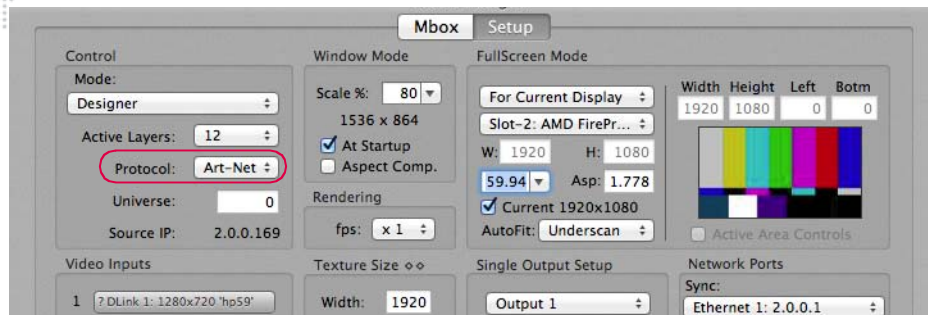 Mbox Setup
Control
Mode:
Designer
Active Layers: 12
Protocol: Art-Net
Universe: 0
Source IP: 2.0.0.169
Window Mode
Scale %: 80
1536 x 864
At Startup
Aspect Comp.
Rendering
fps: x 1
FullScreen Mode
For Current Display
Slot-2: AMD FirePr...
W: 1920 H: 1080
59.94 Asp: 1.778
Current 1920x1080
AutoFit: Underscan
Width Height Left Botm
1920 1080 0 0
Active Area Controls
Video Inputs
1 ? DLink 1: 1280x720 'hp59'
Texture Size ◇◇
Width: 1920
Single Output Setup
Output 1
Network Ports
Sync:
Ethernet 1: 2.0.0.1